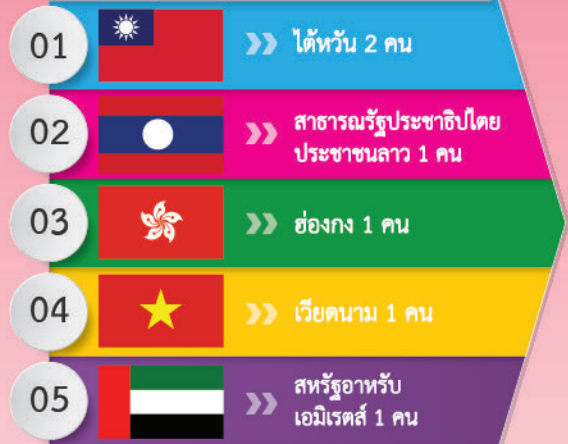 01
ไต้หวัน 2 คน
02
สาธารณรัฐประชาธิปไตย
ประชาชนลาว 1 คน
03
ฮ่องกง 1 คน
04
เวียดนาม 1 คน
05
สหรัฐอาหรับ
เอมิเรตส์ 1 คน